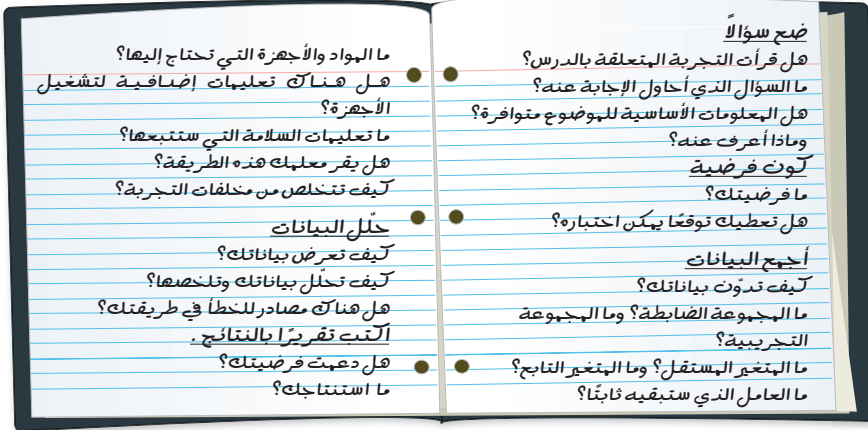 ضع سؤالاً
هل قرأت التجربة المتعلقة بالدرس؟
ما السؤال الذي أحاول الإجابة عنه؟
هل المعلومات الأساسية للموضوع متوافرة؟
وماذا أعرف عنه؟
كون فرضية
ما فرضيتك؟
هل تعطيك توقعًا يمكن اختباره؟
أجمع البيانات
كيف تدوّن بياناتك؟
ما المجموعة الضابطة؟ وما المجموعة
التجريبية؟
ما المتغير المستقل؟ وما المتغير التابع؟
ما العامل الذي ستبقيه ثابتًا؟
ما المواد والأجهزة التي تحتاج إليها؟
هل هناك تعليمات إضافية لتشغيل
الأجهزة؟
ما تعليمات السلامة التي ستتبعها؟
هل يقر معلمك هذه الطريقة؟
كيف تتخلص من مخلفات التجربة؟
حلّل البيانات
كيف تعرض بياناتك؟
كيف تحلّل بياناتك وتلخصها؟
هل هناك مصادر للخطأ في طريقتك؟
اكتب تقريرًا بالنتائج .
هل دعمت فرضيتك؟
ما استنتاجك؟